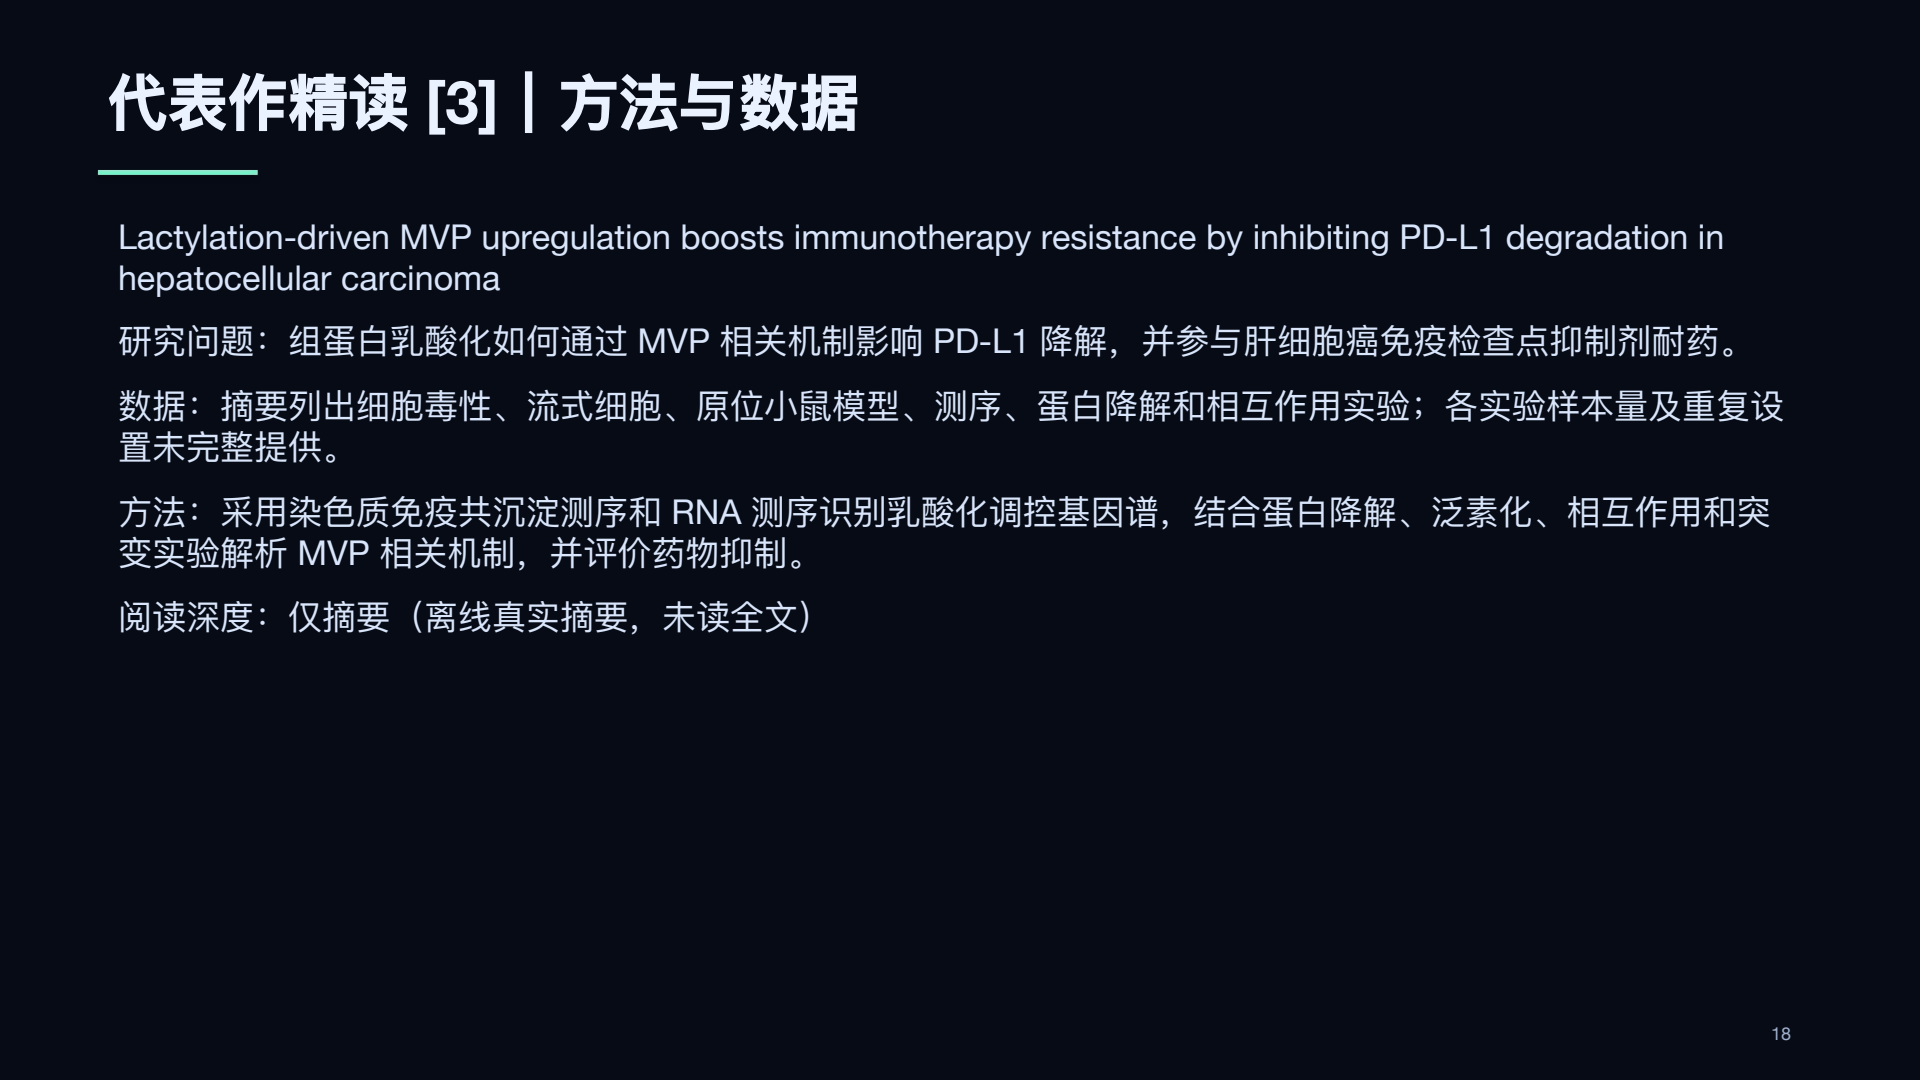 代表作精读 [3]｜方法与数据
Lactylation-driven MVP upregulation boosts immunotherapy resistance by inhibiting PD-L1 degradation in
hepatocellular carcinoma
研究问题：组蛋白乳酸化如何通过 MVP 相关机制影响 PD-L1 降解，并参与肝细胞癌免疫检查点抑制剂耐药。
数据：摘要列出细胞毒性、流式细胞、原位小鼠模型、测序、蛋白降解和相互作用实验；各实验样本量及重复设
置未完整提供。
方法：采用染色质免疫共沉淀测序和 RNA 测序识别乳酸化调控基因谱，结合蛋白降解、泛素化、相互作用和突
变实验解析 MVP 相关机制，并评价药物抑制。
阅读深度：仅摘要（离线真实摘要，未读全文）
18